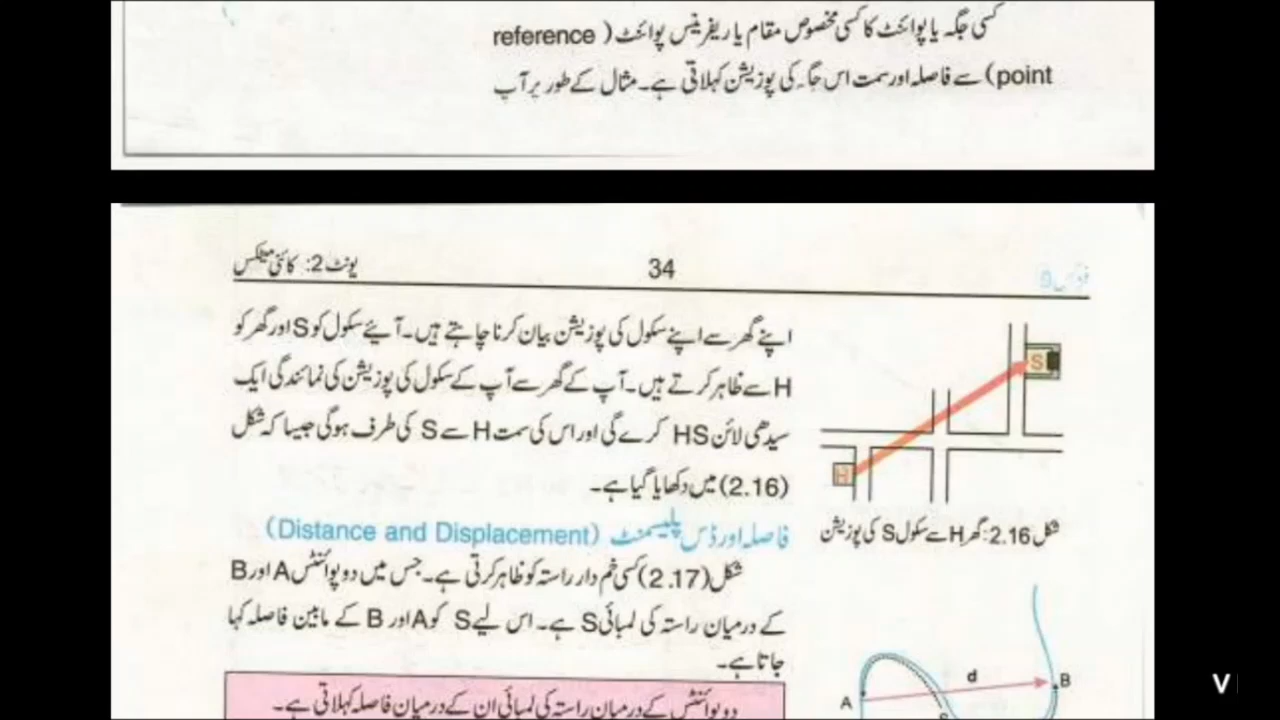 کسی جگہ یا پوائنٹ کا کسی مخصوص مقام یا ریفرینس پوائنٹ (reference
point) سے فاصلہ اور سمت اس جگہ کی پوزیشن کہلاتی ہے۔ مثال کے طور پر آپ
یونٹ 2: کائنی میٹکس
34
فزکس 9
اپنے گھر سے اپنے سکول کی پوزیشن بیان کرنا چاہتے ہیں۔ آیئے سکول کو S اور گھر کو
H سے ظاہر کرتے ہیں۔ آپ کے گھر سے آپ کے سکول کی پوزیشن کی نمائندگی ایک
سیدھی لائن HS کرے گی اور اس کی سمت H سے S کی طرف ہوگی جیسا کہ شکل
(2.16) میں دکھایا گیا ہے۔
S
H
شکل 2.16: گھر H سے سکول S کی پوزیشن
فاصلہ اور ڈس پلیسمنٹ (Distance and Displacement)
شکل (2.17) کسی خم دار راستہ کو ظاہر کرتی ہے۔ جس میں دو پوائنٹس A اور B
کے درمیان راستہ کی لمبائی S ہے۔ اس لیے S کو A اور B کے مابین فاصلہ کہا
جاتا ہے۔
دو پوائنٹس کے درمیان راستہ کی لمبائی ان کے درمیان فاصلہ کہلاتی ہے۔
A
d
B
S
V